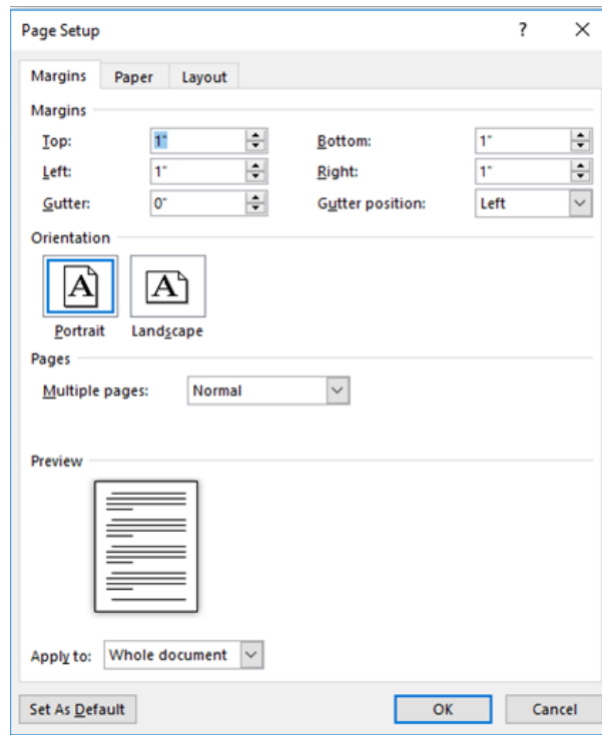 Page Setup ? ×
Margins Paper Layout
Margins
Top: 1" Bottom: 1"
Left: 1" Right: 1"
Gutter: 0" Gutter position: Left
Orientation
A A
Portrait Landscape
Pages
Multiple pages: Normal
Preview
Apply to: Whole document
Set As Default OK Cancel